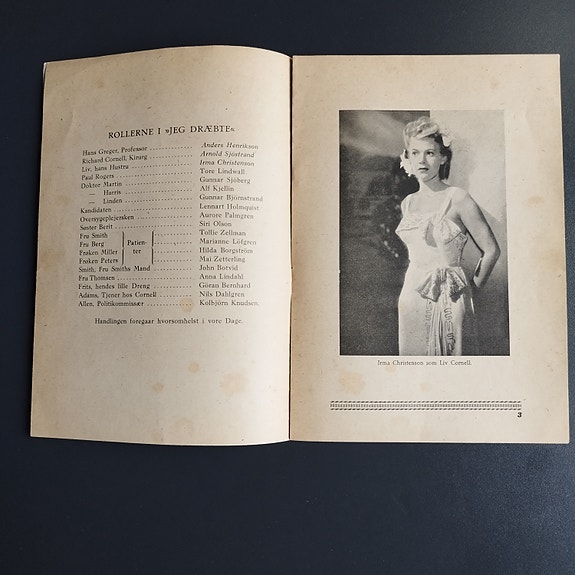 ROLLERNE I »JEG DRÆBTE«
Hans Greger, Professor .......... Anders Henrikson
Richard Cornell, Kirurg .......... Arnold Sjøstrand
Liv, hans Hustru .......... Irma Christenson
Paul Rogers .......... Tore Lindwall
Doktor Martin .......... Gunnar Sjöberg
— Harris .......... Alf Kjellin
— Linden .......... Gunnar Björnstrand
Kandidaten .......... Lennart Holmquist
Oversygeplejersken .......... Aurore Palmgren
Søster Berit .......... Siri Olson
Fru Smith .......... Tollie Zellman
Fru Berg Patien- .......... Marianne Löfgren
Frøken Miller ter .......... Hilda Borgström
Frøken Peters .......... Mai Zetterling
Smith, Fru Smiths Mand .......... John Botvid
Fru Thomsen .......... Anna Lindahl
Frits, hendes lille Dreng .......... Göran Bernhard
Adams, Tjener hos Cornell .......... Nils Dahlgren
Allen, Politikommissær .......... Kolbjörn Knudsen.
Handlingen foregaar hvorsomhelst i vore Dage.
Irma Christenson som Liv Cornell.
3